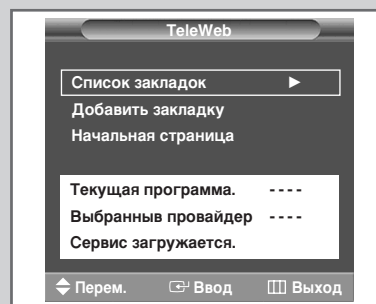 TeleWeb
Список закладок ►
Добавить закладку
Начальная страница
Текущая программа. - - - -
Выбранныв провайдер - - - -
Сервис загружается.
Перем. Ввод Выход